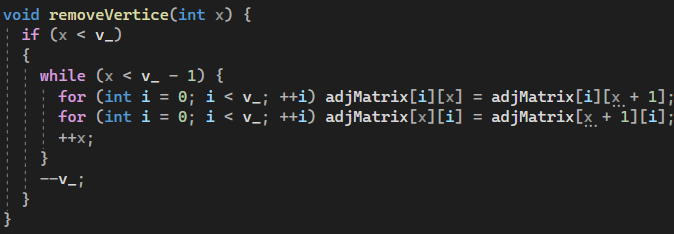 void removeVertice(int x) {
  if (x < v_)
  {
    while (x < v_ - 1) {
      for (int i = 0; i < v_; ++i) adjMatrix[i][x] = adjMatrix[i][x + 1];
      for (int i = 0; i < v_; ++i) adjMatrix[x][i] = adjMatrix[x + 1][i];
      ++x;
    }
    --v_;
  }
}